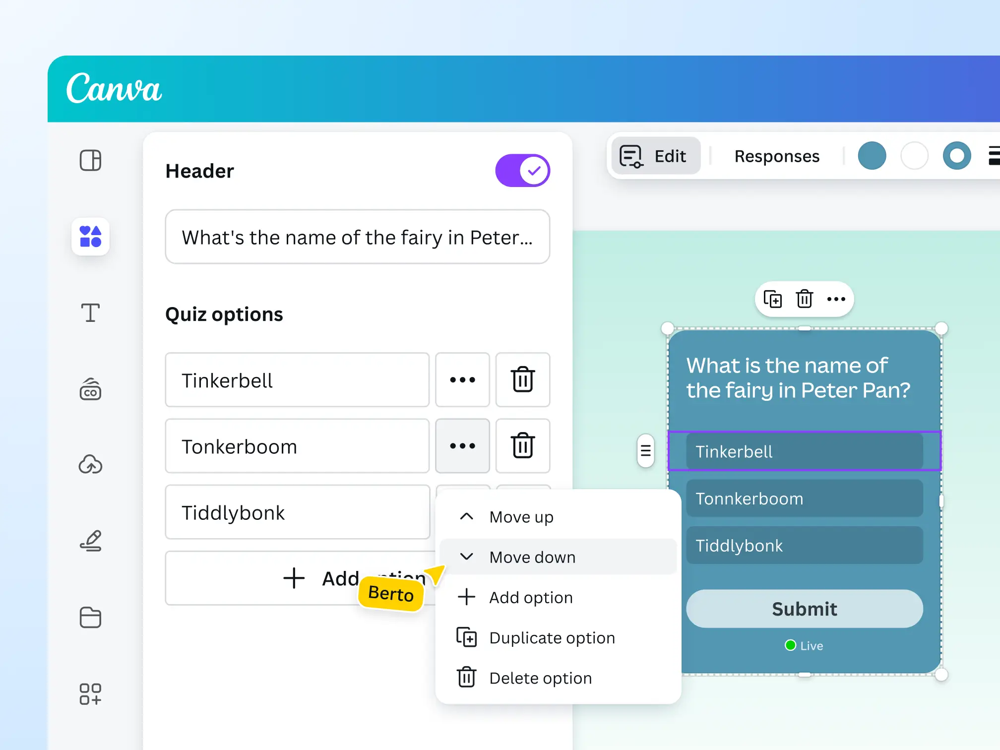 Canva
Header
What's the name of the fairy in Peter...
Quiz options
Tinkerbell
Tonkerboom
Tiddlybonk
Add
Berto
Move up
Move down
Add option
Duplicate option
Delete option
Edit
Responses
What is the name of
the fairy in Peter Pan?
Tinkerbell
Tonnkerboom
Tiddlybonk
Submit
Live
CO